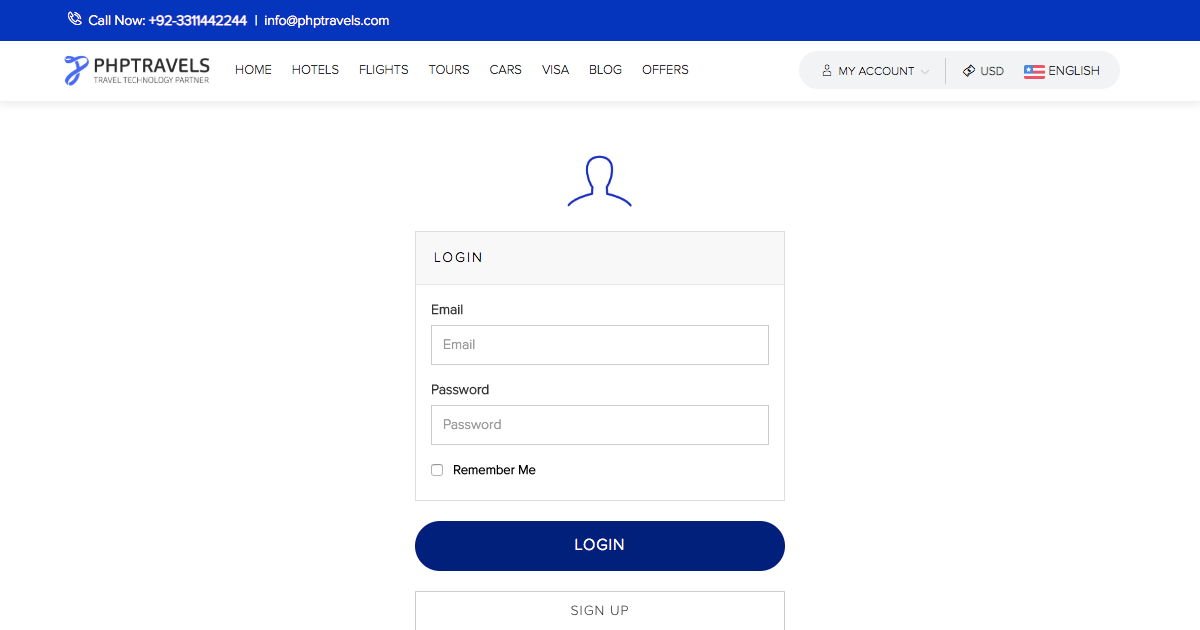 Call Now: +92-3311442244 | info@phptravels.com
PHPTRAVELS
TRAVEL TECHNOLOGY PARTNER
HOME HOTELS FLIGHTS TOURS CARS VISA BLOG OFFERS
MY ACCOUNT USD ENGLISH
LOGIN
Email
Email
Password
Password
Remember Me
LOGIN
SIGN UP